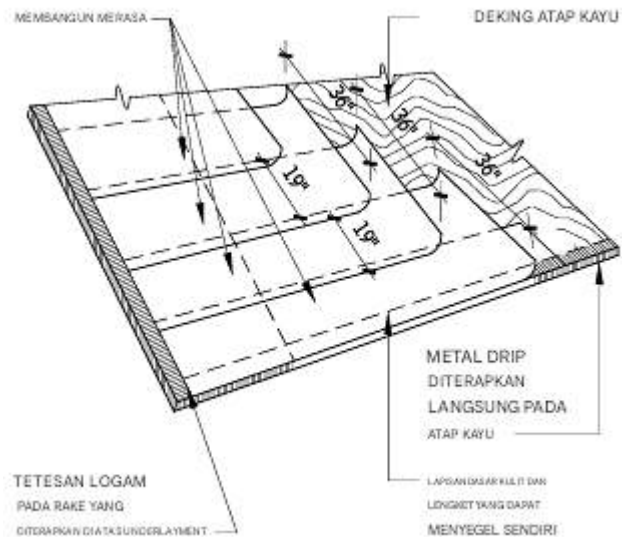 MEMBANGUN MERASA
DEKING ATAP KAYU
36"
36"
36"
19"
19"
METAL DRIP
DITERAPKAN
LANGSUNG PADA
ATAP KAYU
TETESAN LOGAM
PADA RAKE YANG
DITERAPKAN DI ATAS UNDERLAYMENT
LAPISAN DASAR KULIT DAN
LENGKET YANG DAPAT
MENYEGEL SENDIRI